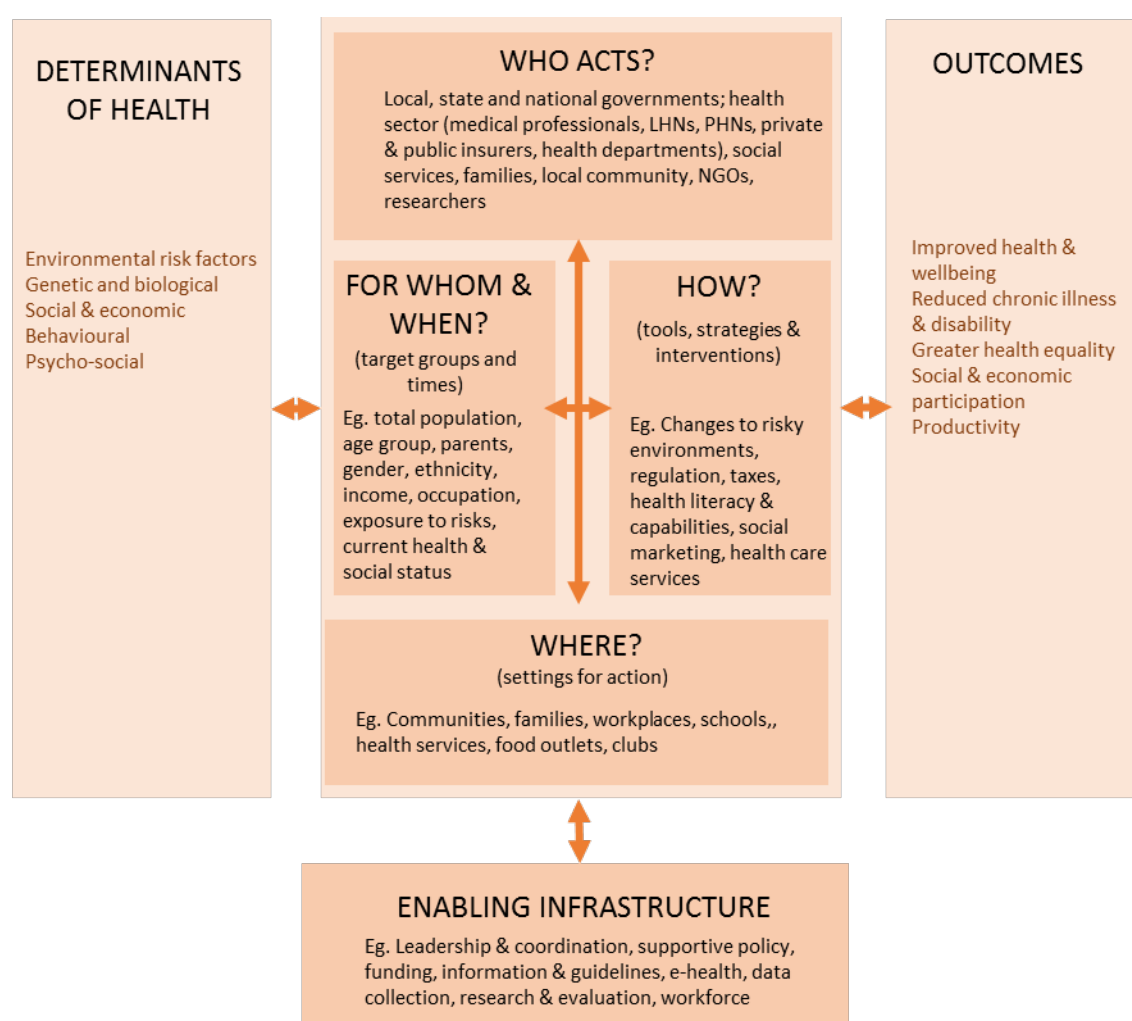 DETERMINANTS
OF HEALTH
Environmental risk factors
Genetic and biological
Social & economic
Behavioural
Psycho-social
WHO ACTS?
Local, state and national governments; health
sector (medical professionals, LHNs, PHNs, private
& public insurers, health departments), social
services, families, local community, NGOs,
researchers
FOR WHOM &
WHEN?
(target groups and
times)
Eg. total population,
age group, parents,
gender, ethnicity,
income, occupation,
exposure to risks,
current health &
social status
HOW?
(tools, strategies &
interventions)
Eg. Changes to risky
environments,
regulation, taxes,
health literacy &
capabilities, social
marketing, health care
services
WHERE?
(settings for action)
Eg. Communities, families, workplaces, schools,,
health services, food outlets, clubs
OUTCOMES
Improved health &
wellbeing
Reduced chronic illness
& disability
Greater health equality
Social & economic
participation
Productivity
ENABLING INFRASTRUCTURE
Eg. Leadership & coordination, supportive policy,
funding, information & guidelines, e-health, data
collection, research & evaluation, workforce